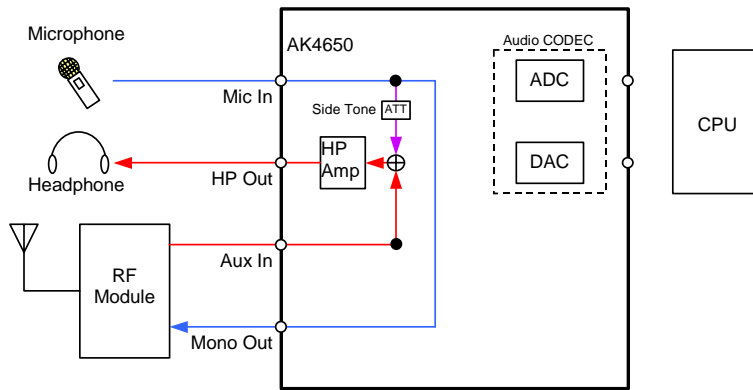 Microphone
AK4650
Audio CODEC
ADC
CPU
Mic In
Side Tone
ATT
HP
Amp
DAC
Headphone
HP Out
RF
Module
Aux In
Mono Out